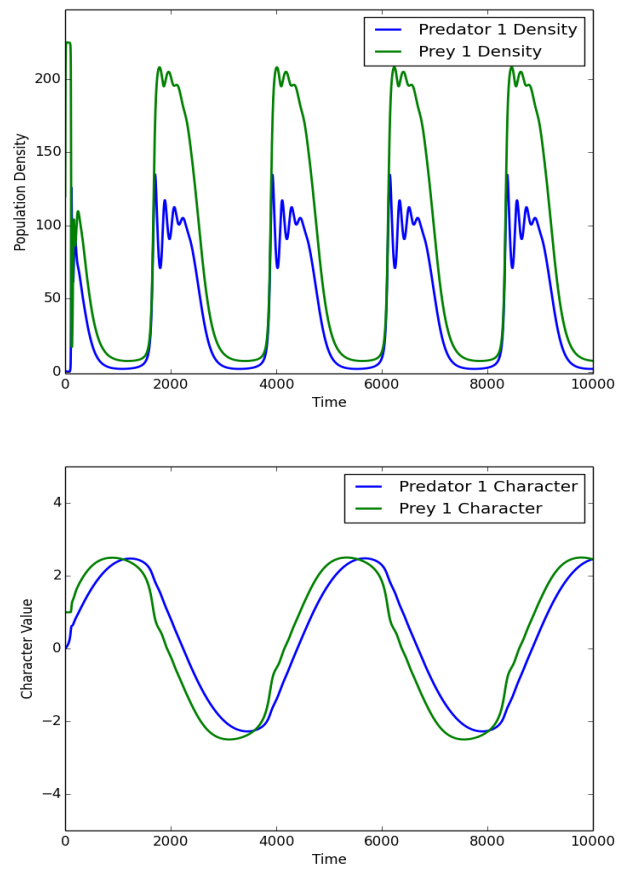 Predator 1 Density
Prey 1 Density
Population Density
200
150
100
50
0
0
2000
4000
6000
8000
10000
Time
Predator 1 Character
Prey 1 Character
Character Value
4
2
0
−2
−4
0
2000
4000
6000
8000
10000
Time